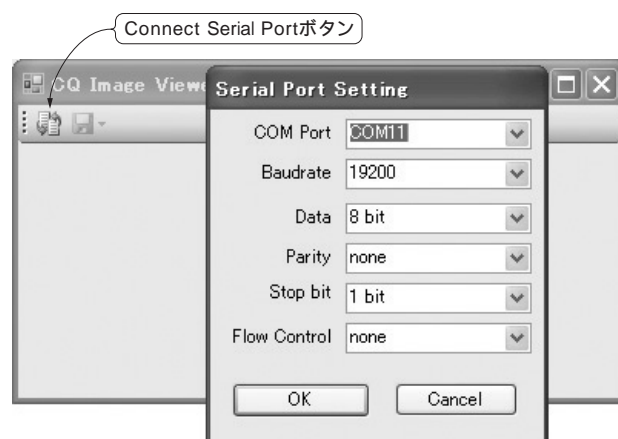 Connect Serial Portボタン
CQ Image Viewe
Serial Port Setting
COM Port COM11
Baudrate 19200
Data 8 bit
Parity none
Stop bit 1 bit
Flow Control none
OK Cancel